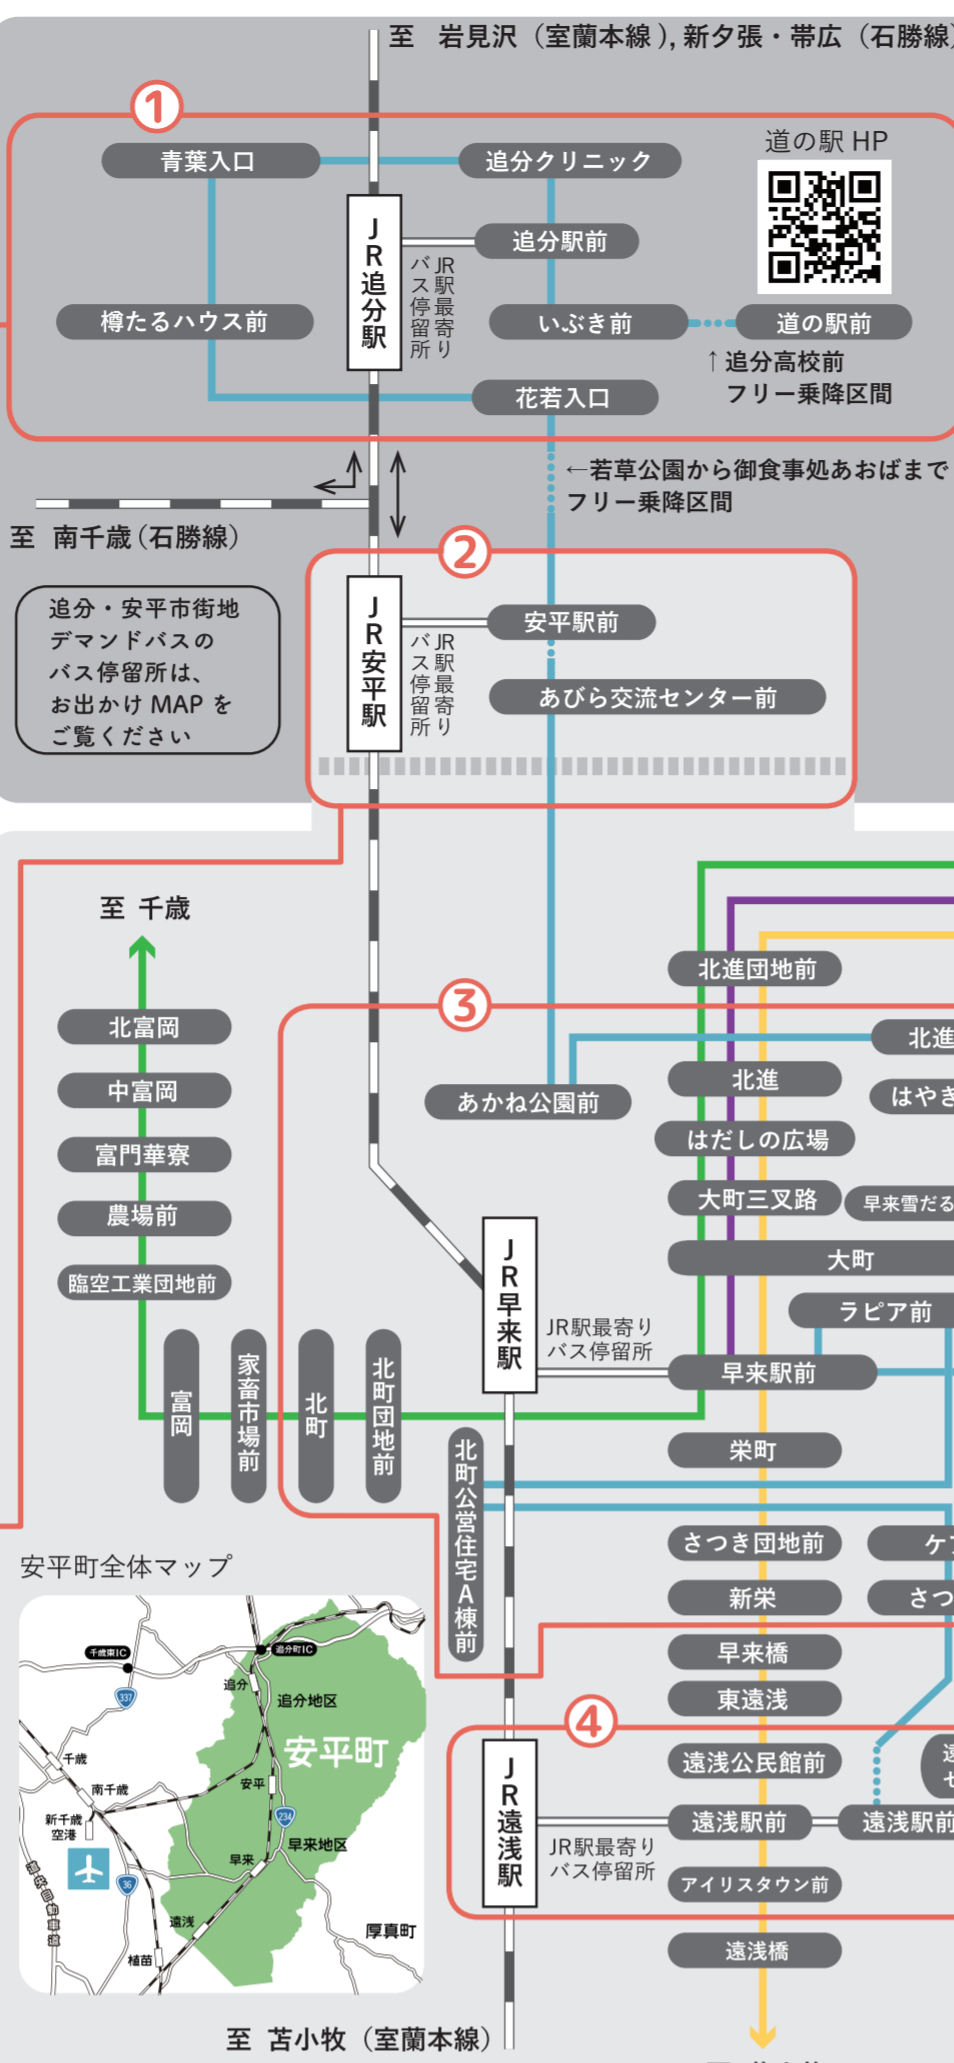 至 岩見沢（室蘭本線）, 新夕張・帯広（石勝線）
①
道の駅 HP
青葉入口
追分クリニック
JR追分駅
追分駅前
JR駅最寄り
バス停留所
樽たるハウス前
いぶき前
道の駅前
↑追分高校前
フリー乗降区間
花若入口
←若草公園から御食事処あおばまで
フリー乗降区間
至 南千歳（石勝線）
②
追分・安平市街地
デマンドバスの
バス停留所は、
お出かけ MAP を
ご覧ください
JR安平駅
安平駅前
JR駅最寄り
バス停留所
あびら交流センター前
至 千歳
北進団地前
③
北富岡
北進
中富岡
北進
あかね公園前
はやき
富門華寮
はだしの広場
農場前
大町三叉路
早来雪だる
臨空工業団地前
大町
JR早来駅
ラピア前
JR駅最寄り
バス停留所
早来駅前
富岡
家畜市場前
北町
北町団地前
北町公営住宅A棟前
栄町
さつき団地前
ケア
新栄
さつ
早来橋
東遠浅
④
JR遠浅駅
遠浅公民館前
遠浅駅前
遠浅駅前
JR駅最寄り
バス停留所
アイリスタウン前
遠浅橋
安平町全体マップ
千歳東IC
追分町IC
337
追分
追分地区
安平町
千歳
南千歳
安平
新千歳
空港
234
早来地区
早来
36
遠浅
厚真町
植苗
至 苫小牧（室蘭本線）